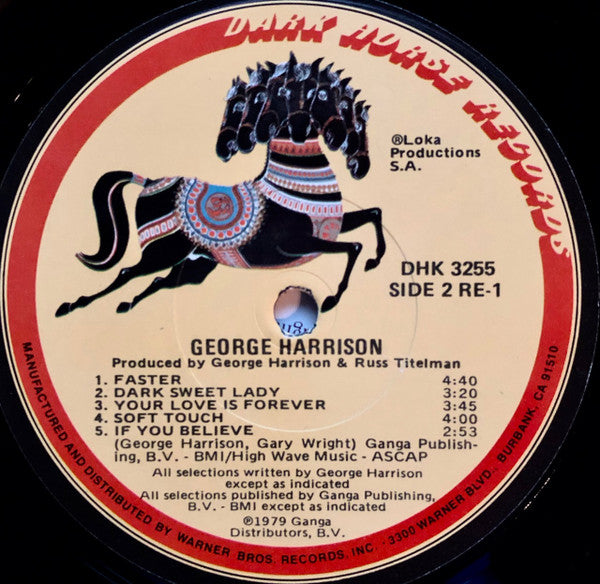 DARK HORSE RECORDS
℗Loka
Productions
S.A.
DHK 3255
SIDE 2 RE-1
GEORGE HARRISON
Produced by George Harrison & Russ Titelman
1. FASTER 4:40
2. DARK SWEET LADY 3:20
3. YOUR LOVE IS FOREVER 3:45
4. SOFT TOUCH 4:00
5. IF YOU BELIEVE 2:53
(George Harrison, Gary Wright) Ganga Publish-
ing, B.V. - BMI/High Wave Music - ASCAP
All selections written by George Harrison
except as indicated
All selections published by Ganga Publishing,
B.V. - BMI except as indicated
℗1979 Ganga
Distributors, B.V.
MANUFACTURED AND DISTRIBUTED BY WARNER BROS. RECORDS INC. · 3300 WARNER BLVD., BURBANK, CA 91510